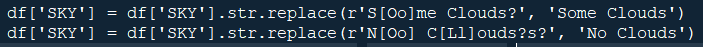 df['SKY'] = df['SKY'].str.replace(r'S[Oo]me Clouds?', 'Some Clouds')
df['SKY'] = df['SKY'].str.replace(r'N[Oo] C[Ll]ouds?s?', 'No Clouds')